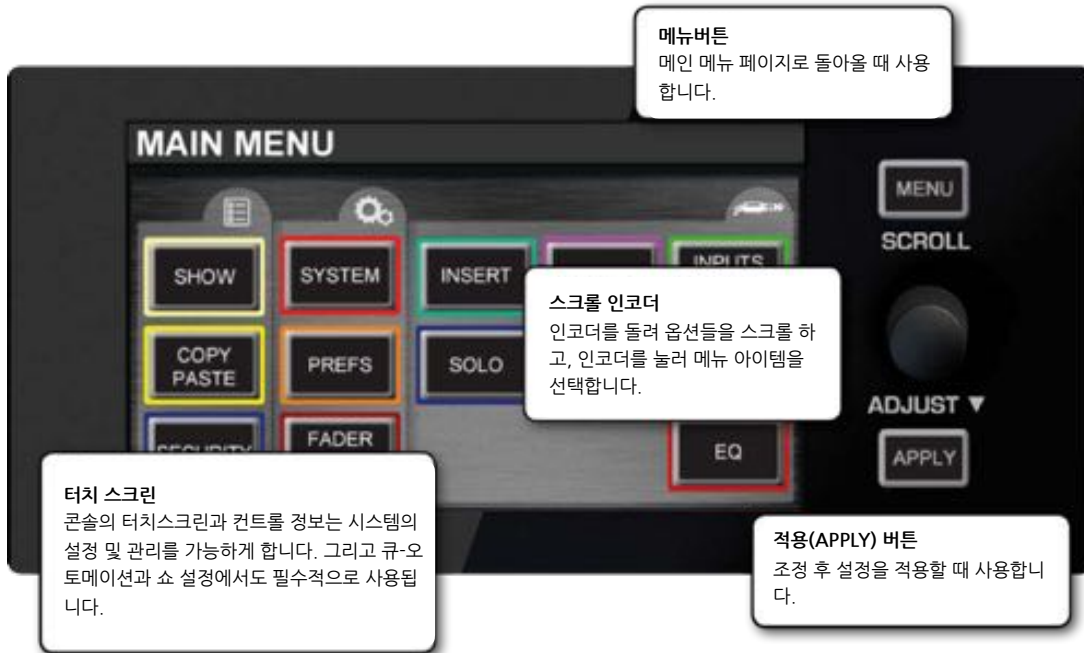 메뉴버튼
메인 메뉴 페이지로 돌아올 때 사용
합니다.
MAIN MENU
MENU
SCROLL
SHOW
SYSTEM
INSERT
INPUTS
스크롤 인코더
인코더를 돌려 옵션들을 스크롤 하
고, 인코더를 눌러 메뉴 아이템을
선택합니다.
COPY
PASTE
PREFS
SOLO
ADJUST ▼
SECURITY
FADER
EQ
APPLY
터치 스크린
콘솔의 터치스크린과 컨트롤 정보는 시스템의
설정 및 관리를 가능하게 합니다. 그리고 큐-오
토메이션과 쇼 설정에서도 필수적으로 사용됩
니다.
적용(APPLY) 버튼
조정 후 설정을 적용할 때 사용합니
다.